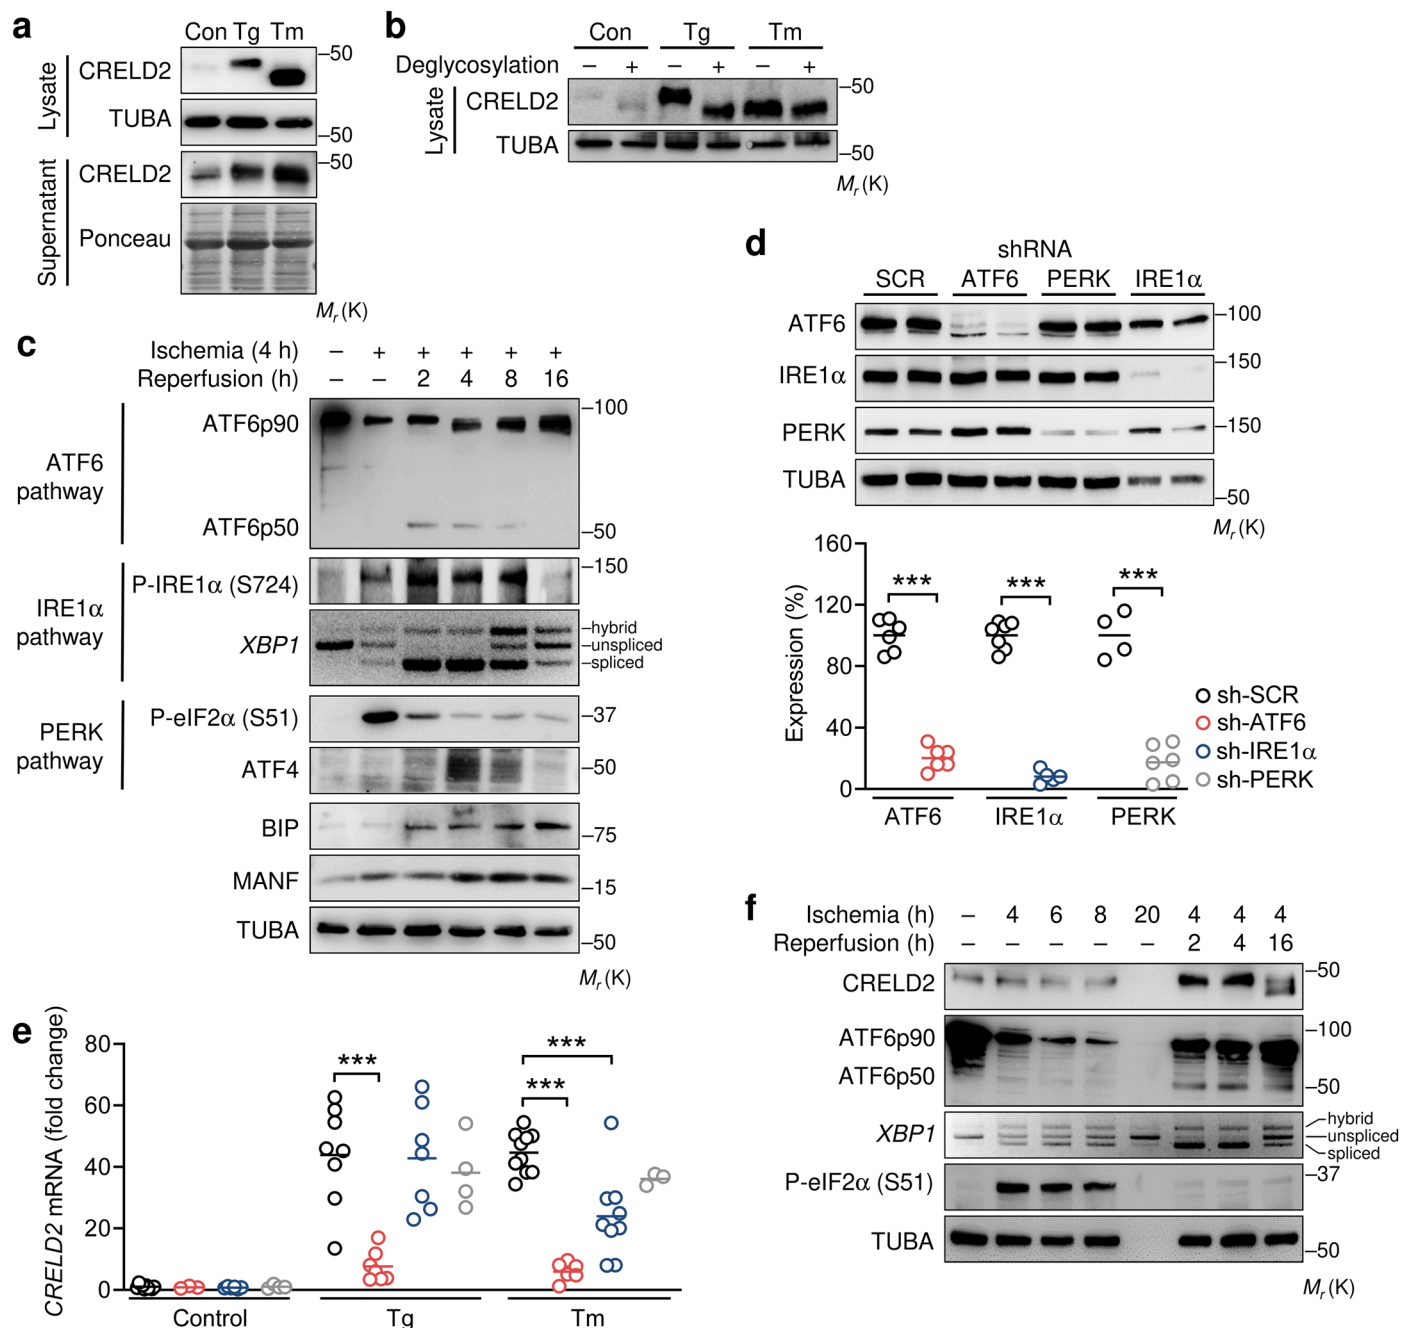 a
Con Tg Tm
Lysate
CRELD2
–50
TUBA
–50
Supernatant
CRELD2
–50
Ponceau
Mr (K)
b
Con Tg Tm
Deglycosylation – + – + – +
Lysate
CRELD2
–50
TUBA
–50
Mr (K)
c
Ischemia (4 h) – + + + + +
Reperfusion (h) – – 2 4 8 16
ATF6 pathway
ATF6p90
–100
ATF6p50
–50
IRE1α pathway
P-IRE1α (S724)
–150
XBP1
hybrid
unspliced
spliced
PERK pathway
P-eIF2α (S51)
–37
ATF4
–50
BIP
–75
MANF
–15
TUBA
–50
Mr (K)
d
shRNA
SCR ATF6 PERK IRE1α
ATF6
–100
IRE1α
–150
PERK
–150
TUBA
–50
Mr (K)
Expression (%)
160
120
80
40
0
*** *** ***
ATF6 IRE1α PERK
sh-SCR
sh-ATF6
sh-IRE1α
sh-PERK
e
CRELD2 mRNA (fold change)
80
60
40
20
0
***
***
***
Control Tg Tm
f
Ischemia (h) – 4 6 8 20 4 4 4
Reperfusion (h) – – – – – 2 4 16
CRELD2
–50
ATF6p90
–100
ATF6p50
–50
XBP1
hybrid
unspliced
spliced
P-eIF2α (S51)
–37
TUBA
–50
Mr (K)